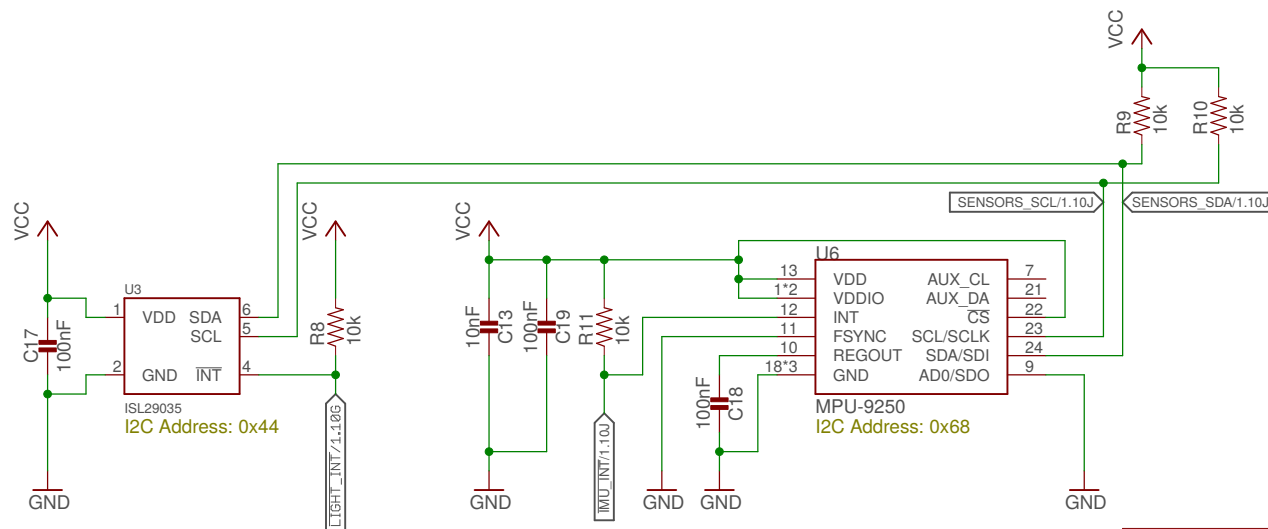 VCC
R9
10k
R10
10k
SENSORS_SCL/1.10J
SENSORS_SDA/1.10J
VCC
VCC
VCC
U3
1
VDD
SDA
6
SCL
5
2
GND
INT
4
ISL29035
I2C Address: 0x44
C17
100nF
R8
10k
LIGHT_INT/1.10G
GND
10nF
C13
100nF
C19
R11
10k
IMU_INT/1.10J
U6
13
VDD
AUX_CL
7
1*2
VDDIO
AUX_DA
21
12
INT
CS
22
11
FSYNC
SCL/SCLK
23
10
REGOUT
SDA/SDI
24
18*3
GND
AD0/SDO
9
MPU-9250
I2C Address: 0x68
100nF
C18
GND
GND
GND
GND